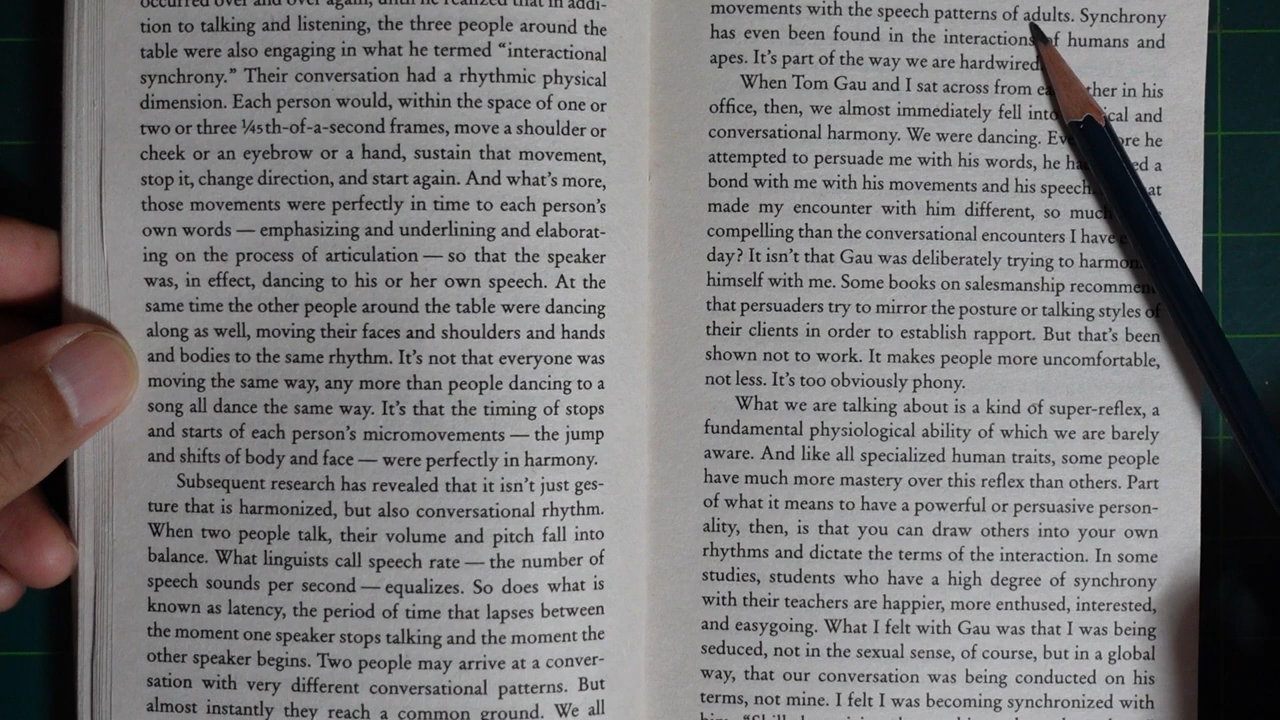 occurred over and over again, until he realized that in addi-
tion to talking and listening, the three people around the
table were also engaging in what he termed “interactional
synchrony.” Their conversation had a rhythmic physical
dimension. Each person would, within the space of one or
two or three 1⁄45th-of-a-second frames, move a shoulder or
cheek or an eyebrow or a hand, sustain that movement,
stop it, change direction, and start again. And what’s more,
those movements were perfectly in time to each person’s
own words — emphasizing and underlining and elaborat-
ing on the process of articulation — so that the speaker
was, in effect, dancing to his or her own speech. At the
same time the other people around the table were dancing
along as well, moving their faces and shoulders and hands
and bodies to the same rhythm. It’s not that everyone was
moving the same way, any more than people dancing to a
song all dance the same way. It’s that the timing of stops
and starts of each person’s micromovements — the jump
and shifts of body and face — were perfectly in harmony.
Subsequent research has revealed that it isn’t just ges-
ture that is harmonized, but also conversational rhythm.
When two people talk, their volume and pitch fall into
balance. What linguists call speech rate — the number of
speech sounds per second — equalizes. So does what is
known as latency, the period of time that lapses between
the moment one speaker stops talking and the moment the
other speaker begins. Two people may arrive at a conver-
sation with very different conversational patterns. But
almost instantly they reach a common ground. We all
movements with the speech patterns of adults. Synchrony
has even been found in the interactions of humans and
apes. It’s part of the way we are hardwired
When Tom Gau and I sat across from in his
office, then, we almost immediately fell into and
conversational harmony. We were dancing. he
attempted to persuade me with his words, he a
bond with me with his movements and his speech.
made my encounter with him different, so much
compelling than the conversational encounters I have
day? It isn’t that Gau was deliberately trying to
himself with me. Some books on salesmanship recommend
that persuaders try to mirror the posture or talking styles of
their clients in order to establish rapport. But that’s been
shown not to work. It makes people more uncomfortable,
not less. It’s too obviously phony.
What we are talking about is a kind of super-reflex, a
fundamental physiological ability of which we are barely
aware. And like all specialized human traits, some people
have much more mastery over this reflex than others. Part
of what it means to have a powerful or persuasive person-
ality, then, is that you can draw others into your own
rhythms and dictate the terms of the interaction. In some
studies, students who have a high degree of synchrony
with their teachers are happier, more enthused, interested,
and easygoing. What I felt with Gau was that I was being
seduced, not in the sexual sense, of course, but in a global
way, that our conversation was being conducted on his
terms, not mine. I felt I was becoming synchronized with